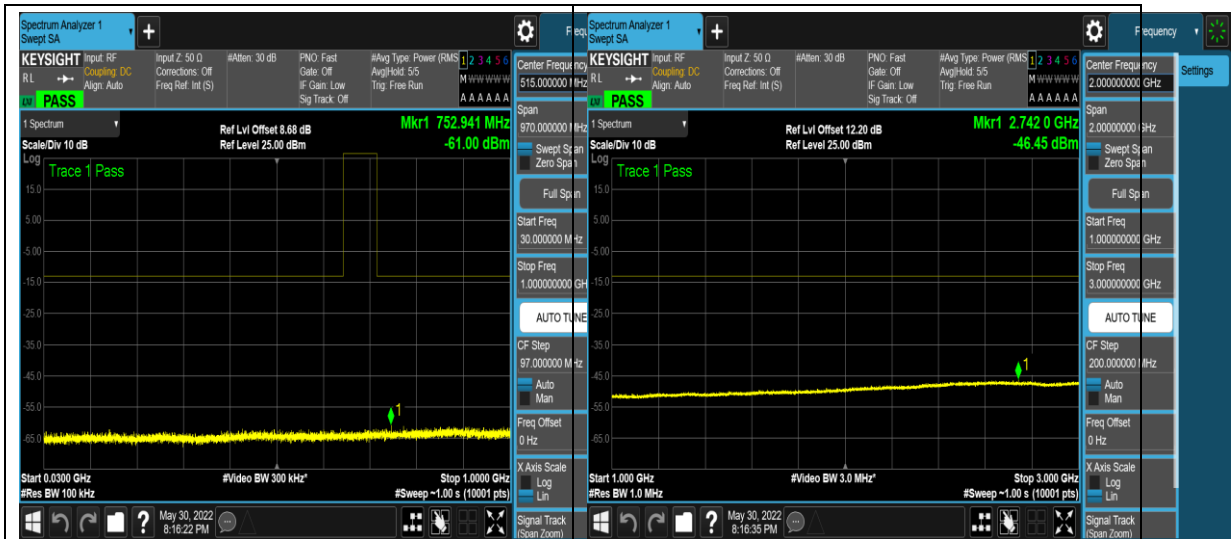 Spectrum Analyzer 1
Swept SA
+
Frequ
KEYSIGHT
Input: RF
Coupling: DC
Align: Auto
Input Z: 50 Ω
Corrections: Off
Freq Ref: Int (S)
#Atten: 30 dB
PNO: Fast
Gate: Off
IF Gain: Low
Sig Track: Off
#Avg Type: Power (RMS
Avg|Hold: 5/5
Trig: Free Run
1 2 3 4 5 6
M W W W W W
A A A A A A
R L
PASS
1 Spectrum
Scale/Div 10 dB
Ref Lvl Offset 8.68 dB
Ref Level 25.00 dBm
Mkr1 752.941 MHz
-61.00 dBm
Log
Trace 1 Pass
15.0
5.00
-5.00
-15.0
-25.0
-35.0
-45.0
-55.0
-65.0
1
Start 0.0300 GHz
#Res BW 100 kHz
#Video BW 300 kHz*
Stop 1.0000 GHz
#Sweep ~1.00 s (10001 pts)
Center Frequency
515.000000 MHz
Span
970.000000 MHz
Swept Span
Zero Span
Full Span
Start Freq
30.000000 MHz
Stop Freq
1.000000000 GH
AUTO TUNE
CF Step
97.000000 MHz
Auto
Man
Freq Offset
0 Hz
X Axis Scale
Log
Lin
Signal Track
(Span Zoom)
?
May 30, 2022
8:16:22 PM
Spectrum Analyzer 1
Swept SA
+
Frequency
Settings
KEYSIGHT
Input: RF
Coupling: DC
Align: Auto
Input Z: 50 Ω
Corrections: Off
Freq Ref: Int (S)
#Atten: 30 dB
PNO: Fast
Gate: Off
IF Gain: Low
Sig Track: Off
#Avg Type: Power (RMS
Avg|Hold: 5/5
Trig: Free Run
1 2 3 4 5 6
M W W W W W
A A A A A A
R L
PASS
1 Spectrum
Scale/Div 10 dB
Ref Lvl Offset 12.20 dB
Ref Level 25.00 dBm
Mkr1 2.742 0 GHz
-46.45 dBm
Log
Trace 1 Pass
15.0
5.00
-5.00
-15.0
-25.0
-35.0
-45.0
-55.0
-65.0
1
Start 1.000 GHz
#Res BW 1.0 MHz
#Video BW 3.0 MHz*
Stop 3.000 GHz
#Sweep ~1.00 s (10001 pts)
Center Frequency
2.000000000 GHz
Span
2.00000000 GHz
Swept Span
Zero Span
Full Span
Start Freq
1.000000000 GHz
Stop Freq
3.000000000 GHz
AUTO TUNE
CF Step
200.000000 MHz
Auto
Man
Freq Offset
0 Hz
X Axis Scale
Log
Lin
Signal Track
(Span Zoom)
?
May 30, 2022
8:16:35 PM